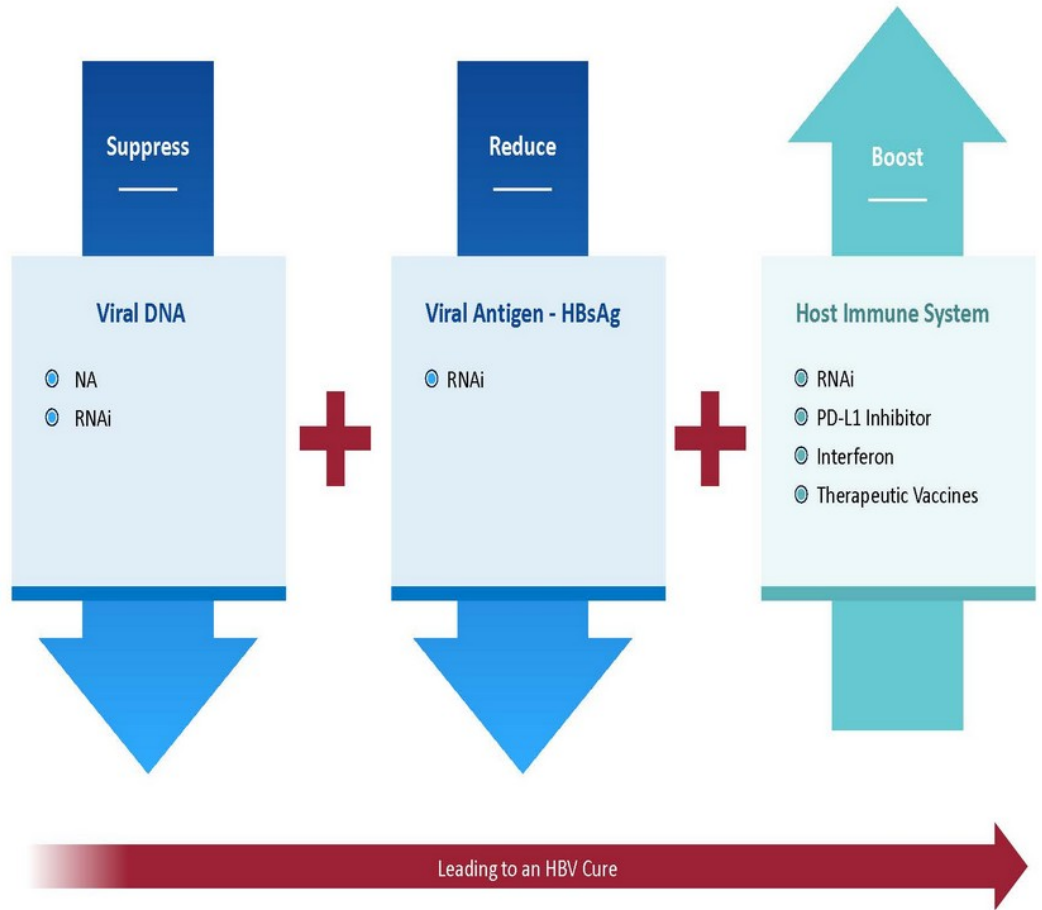 Suppress
Viral DNA
NA
RNAi
Reduce
Viral Antigen - HBsAg
RNAi
Boost
Host Immune System
RNAi
PD-L1 Inhibitor
Interferon
Therapeutic Vaccines
Leading to an HBV Cure